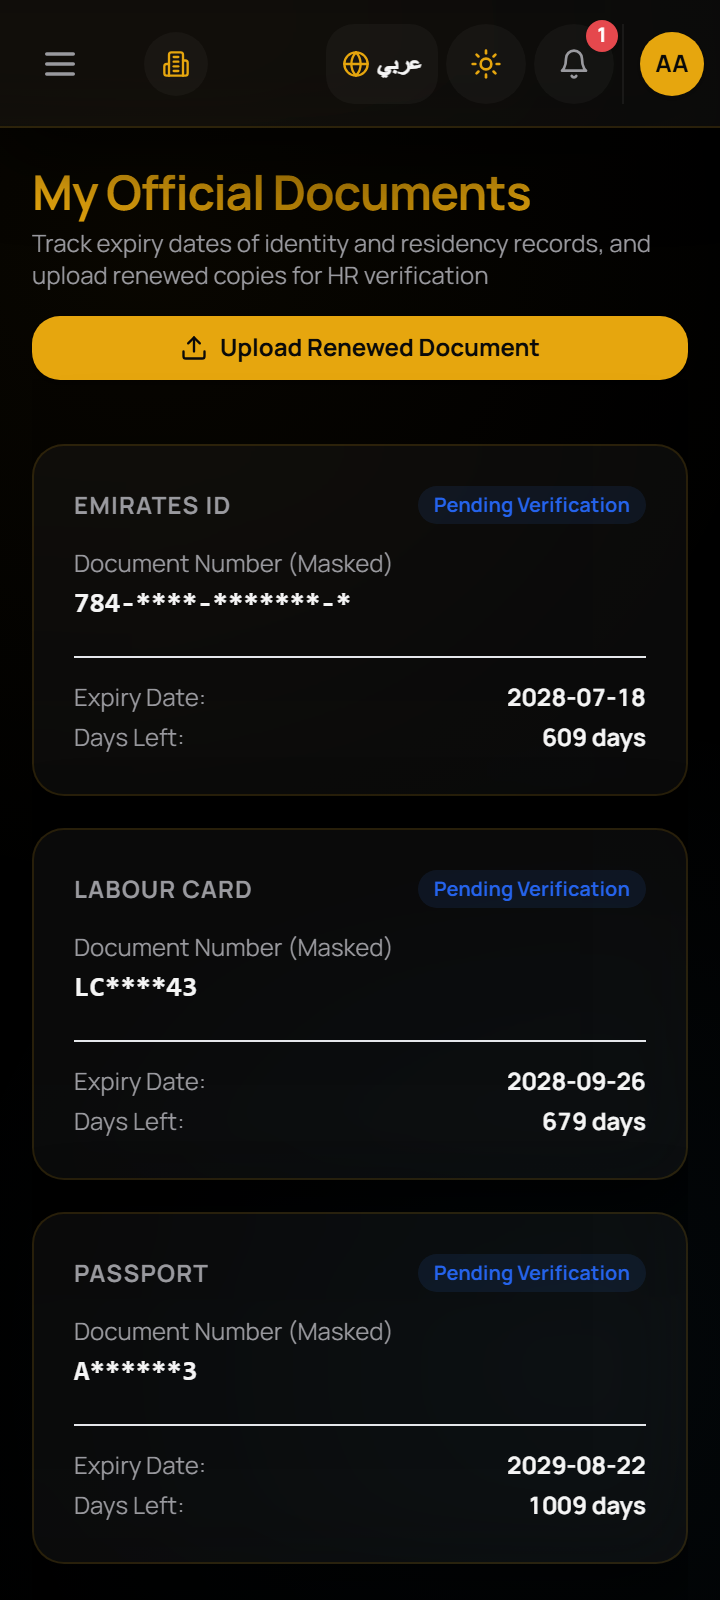 عربي
1
AA
My Official Documents
Track expiry dates of identity and residency records, and
upload renewed copies for HR verification
Upload Renewed Document
EMIRATES ID
Pending Verification
Document Number (Masked)
784-****-*******-*
Expiry Date:
2028-07-18
Days Left:
609 days
LABOUR CARD
Pending Verification
Document Number (Masked)
LC****43
Expiry Date:
2028-09-26
Days Left:
679 days
PASSPORT
Pending Verification
Document Number (Masked)
A******3
Expiry Date:
2029-08-22
Days Left:
1009 days